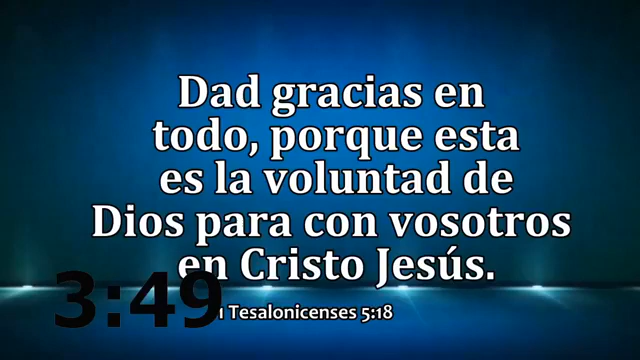 Dad gracias en
todo, porque esta
es la voluntad de
Dios para con vosotros
en Cristo Jesús.
3:49
1 Tesalonicenses 5:18